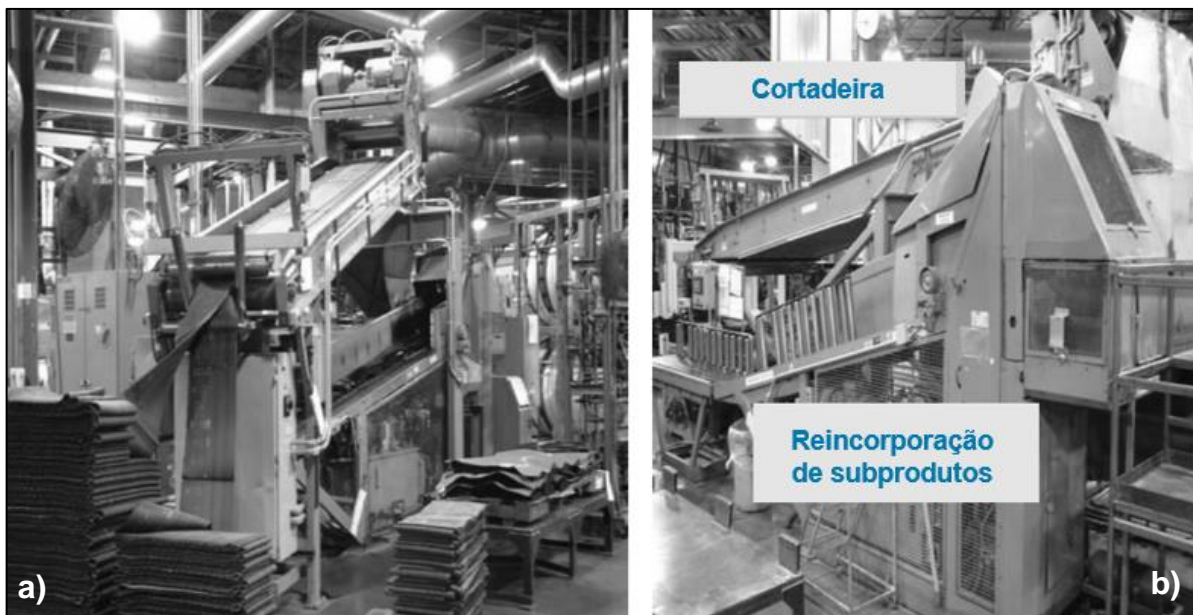 Cortadeira
Reincorporação
de subprodutos
a)
b)